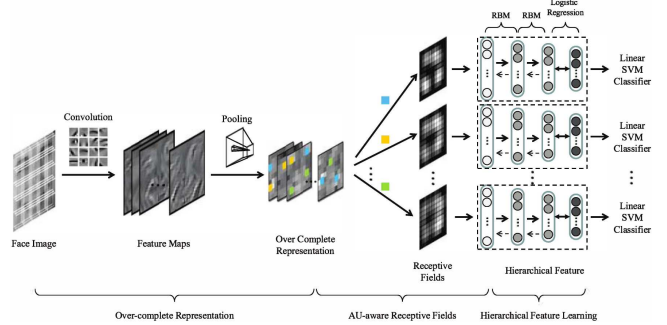 Logistic
Regression
RBM
RBM
Convolution
Pooling
Linear
SVM
Classifier
Linear
SVM
Classifier
Linear
SVM
Classifier
Face Image
Feature Maps
Over Complete
Representation
Receptive
Fields
Hierarchical Feature
Over-complete Representation
AU-aware Receptive Fields
Hierarchical Feature Learning